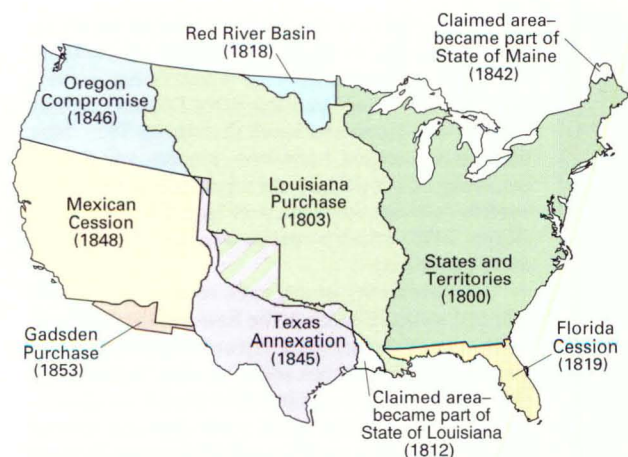 Claimed area–
became part of
State of Maine
(1842)
Red River Basin
(1818)
Oregon
Compromise
(1846)
Louisiana
Purchase
(1803)
Mexican
Cession
(1848)
States and
Territories
(1800)
Gadsden
Purchase
(1853)
Texas
Annexation
(1845)
Florida
Cession
(1819)
Claimed area–
became part of
State of Louisiana
(1812)